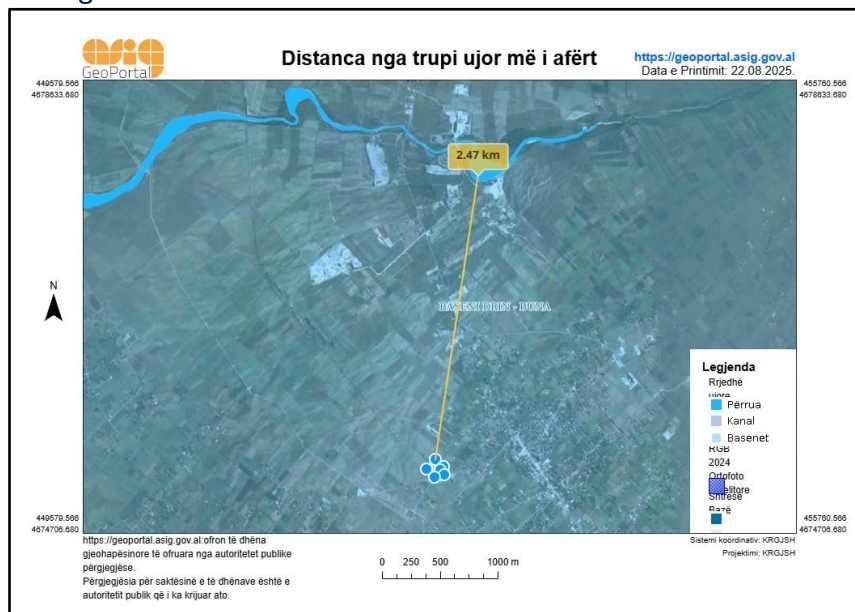 asig
GeoPortal
Distanca nga trupi ujor më i afërt
https://geoportal.asig.gov.al
Data e Printimit: 22.08.2025.
449579.566
4678633.680
455760.566
4678633.680
2.47 km
N
BASENI DRIN - BUNA
Legjenda
Rrjedhë
ujore
Përrua
Kanal
Basenet
RGB
2024
Ortofoto
Shtresë
Bazë
449579.566
4674706.680
455760.566
4674706.680
https://geoportal.asig.gov.al:ofron të dhëna
gjeohapësinore të ofruara nga autoritetet publike
përgjegjëse.
Përgjegjësia për saktësinë e të dhënave është e
autoritetit publik që i ka krijuar ato.
0 250 500 1000 m
Sistemi koordinativ: KRGJSH
Projektimi: KRGJSH